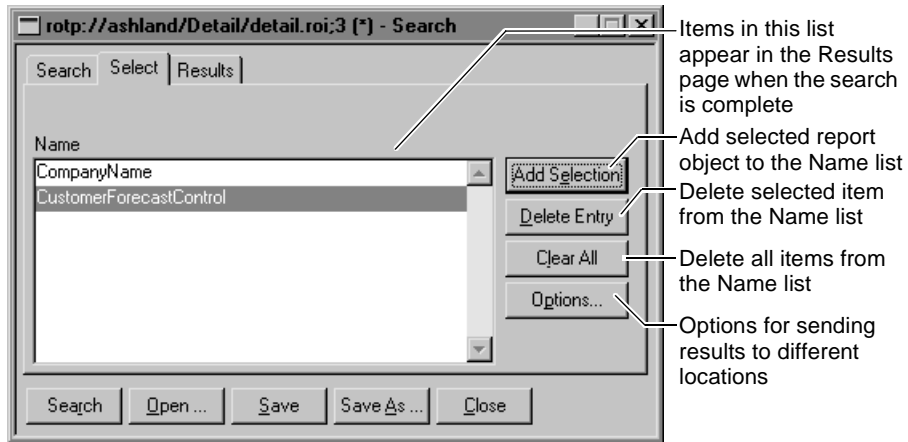 rotp://ashland/Detail/detail.roi;3 (*) - Search
Search Select Results
Name
CompanyName
CustomerForecastControl
Add Selection
Delete Entry
Clear All
Options...
Search Open ... Save Save As ... Close
Items in this list
appear in the Results
page when the search
is complete
Add selected report
object to the Name list
Delete selected item
from the Name list
Delete all items from
the Name list
Options for sending
results to different
locations